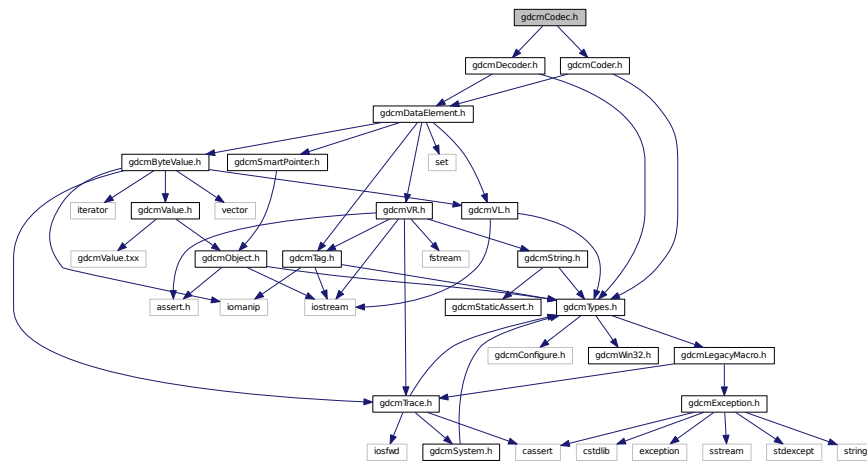 gdcmCodec.h
gdcmDecoder.h
gdcmCoder.h
gdcmDataElement.h
gdcmByteValue.h
gdcmSmartPointer.h
set
iterator
gdcmValue.h
vector
gdcmVR.h
gdcmVL.h
gdcmValue.txx
gdcmObject.h
gdcmTag.h
fstream
gdcmString.h
assert.h
iomanip
iostream
gdcmStaticAssert.h
gdcmTypes.h
gdcmConfigure.h
gdcmWin32.h
gdcmLegacyMacro.h
gdcmTrace.h
gdcmException.h
iosfwd
gdcmSystem.h
cassert
cstdlib
exception
sstream
stdexcept
string